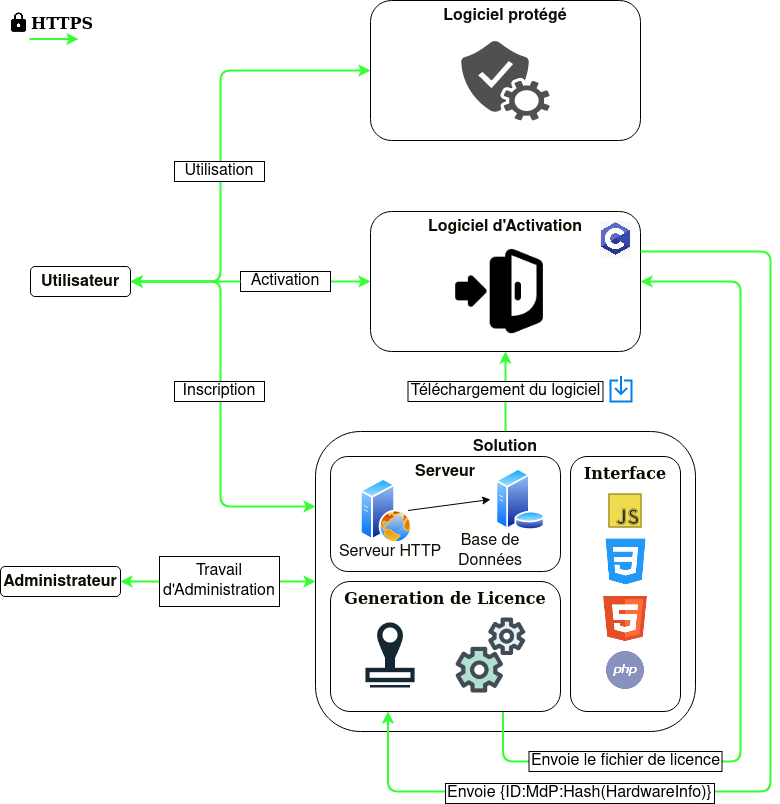 HTTPS
Logiciel protégé
Utilisation
Logiciel d'Activation
C
Utilisateur
Activation
Inscription
Téléchargement du logiciel
Solution
Serveur
Interface
JS
Serveur HTTP
Base de
Données
3
Administrateur
Travail
d'Administration
Generation de Licence
5
php
Envoie le fichier de licence
Envoie {ID:MdP:Hash(HardwareInfo)}